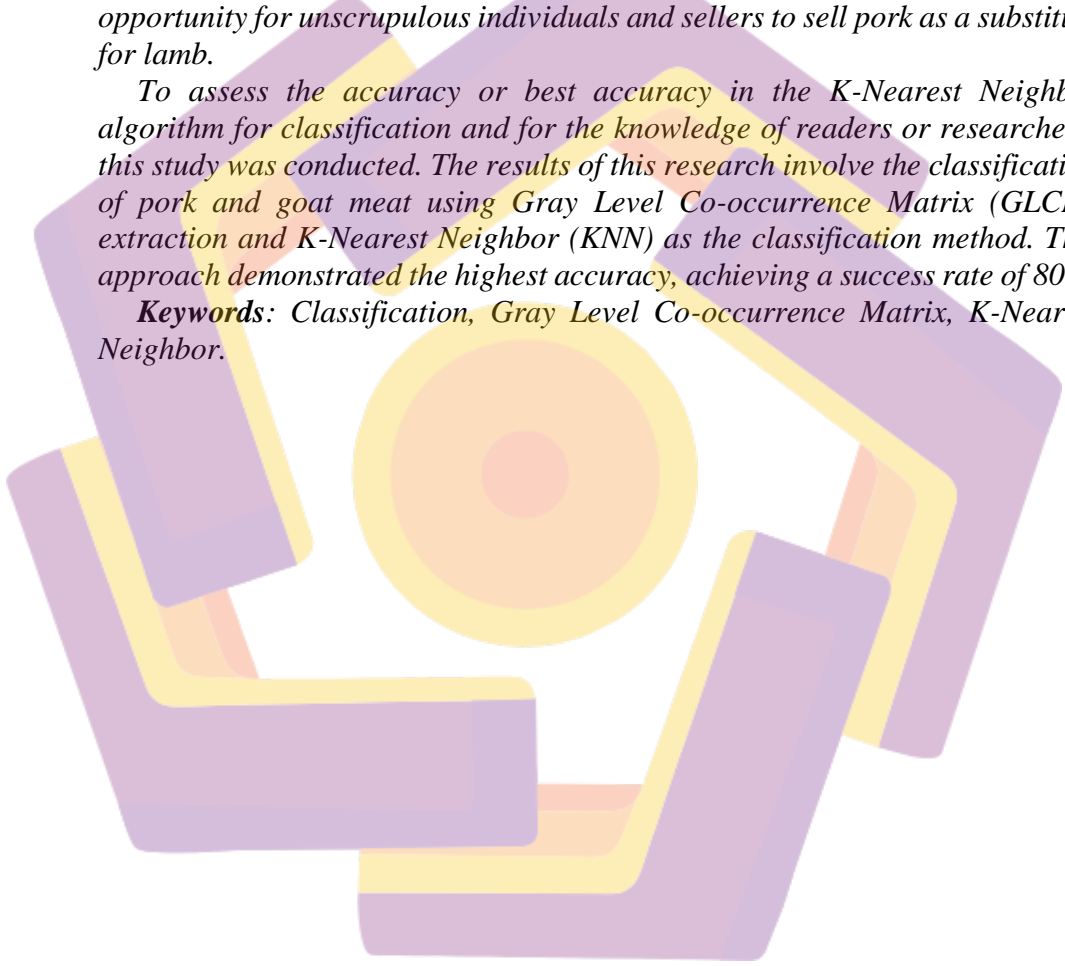 opportunity for unscrupulous individuals and sellers to sell pork as a substit
for lamb.
To assess the accuracy or best accuracy in the K-Nearest Neighb
algorithm for classification and for the knowledge of readers or researche
this study was conducted. The results of this research involve the classificati
of pork and goat meat using Gray Level Co-occurrence Matrix (GLC
extraction and K-Nearest Neighbor (KNN) as the classification method. Th
approach demonstrated the highest accuracy, achieving a success rate of 80
Keywords: Classification, Gray Level Co-occurrence Matrix, K-Near
Neighbor.